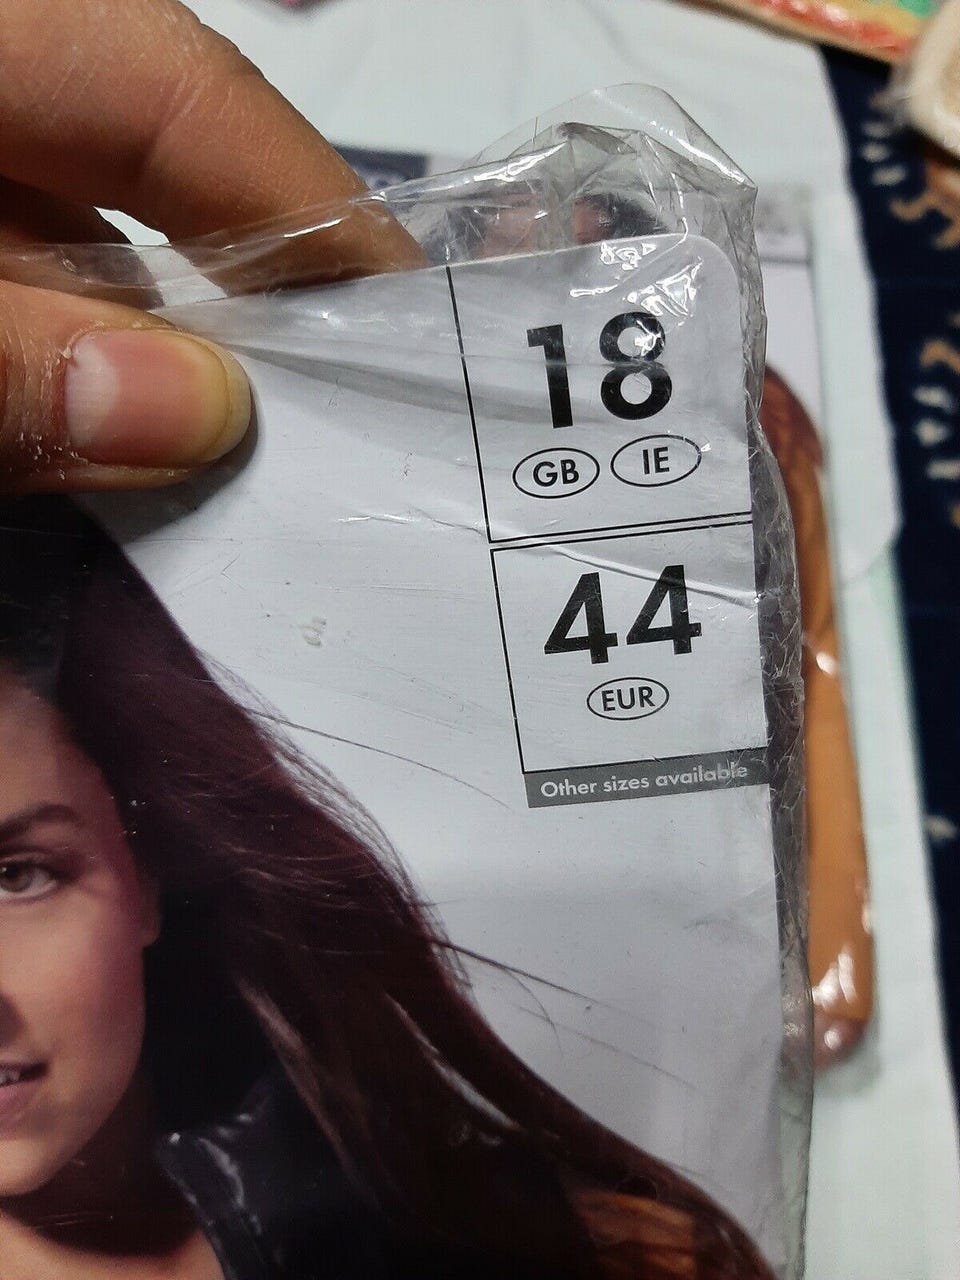 18
GB IE
44
EUR
Other sizes available